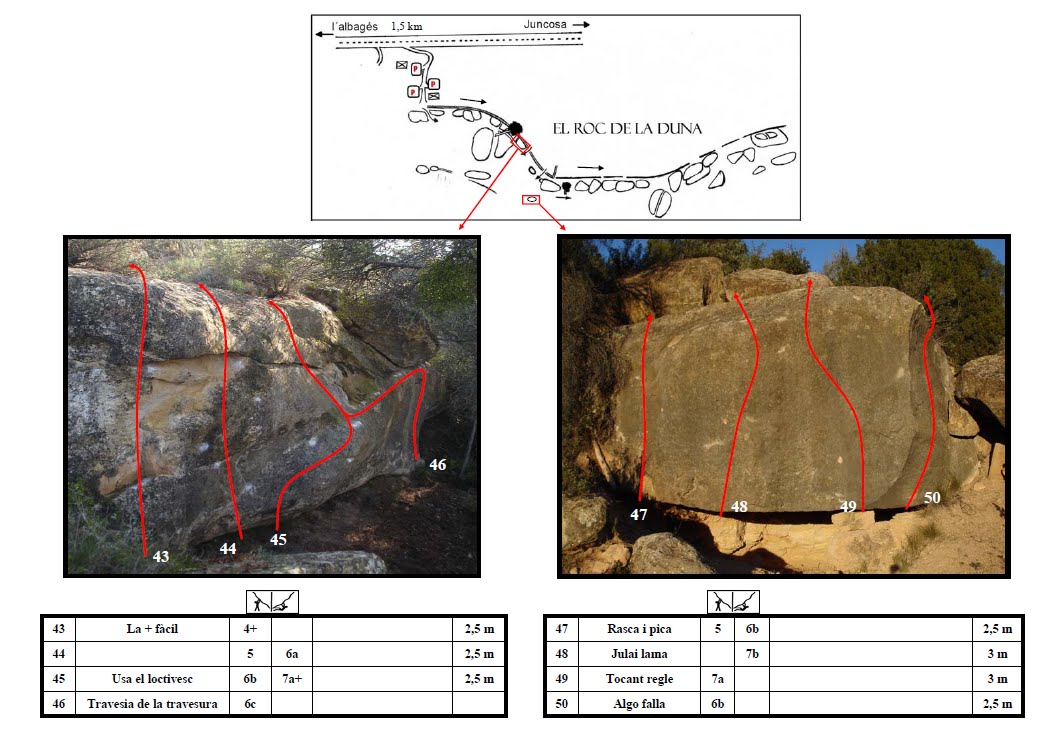 l´albagés 1,5 km Juncosa
P
P
P
EL ROC DE LA DUNA
46
43
44
45
47
48
49
50
43 La + fàcil 4+ 2,5 m
44 5 6a 2,5 m
45 Usa el loctivesc 6b 7a+ 2,5 m
46 Travesia de la travesura 6c
47 Rasca i pica 5 6b 2,5 m
48 Julai lama 7b 3 m
49 Tocant regle 7a 3 m
50 Algo falla 6b 2,5 m